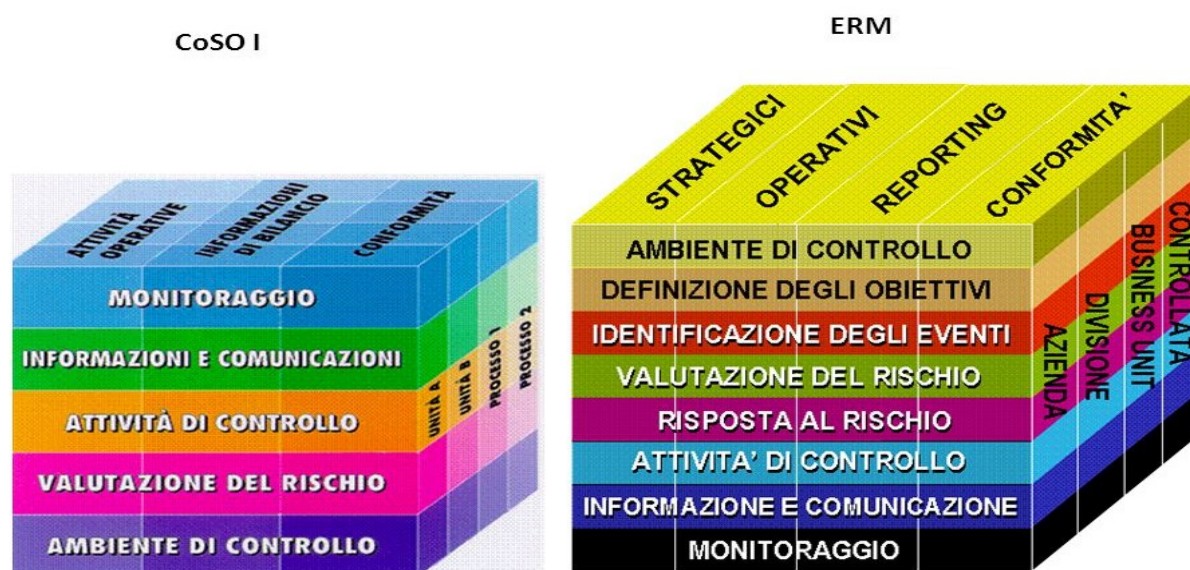 CoSO I
ERM
ATTIVITÀ
OPERATIVE
INFORMAZIONI
DI BILANCIO
CONFORMITÀ
MONITORAGGIO
INFORMAZIONI E COMUNICAZIONI
ATTIVITÀ DI CONTROLLO
VALUTAZIONE DEL RISCHIO
AMBIENTE DI CONTROLLO
UNITÀ A
UNITÀ B
PROCESSO 1
PROCESSO 2
STRATEGICI
OPERATIVI
REPORTING
CONFORMITA'
AMBIENTE DI CONTROLLO
DEFINIZIONE DEGLI OBIETTIVI
IDENTIFICAZIONE DEGLI EVENTI
VALUTAZIONE DEL RISCHIO
RISPOSTA AL RISCHIO
ATTIVITA' DI CONTROLLO
INFORMAZIONE E COMUNICAZIONE
MONITORAGGIO
AZIENDA
DIVISIONE
BUSINESS UNIT
CONTROLLATA